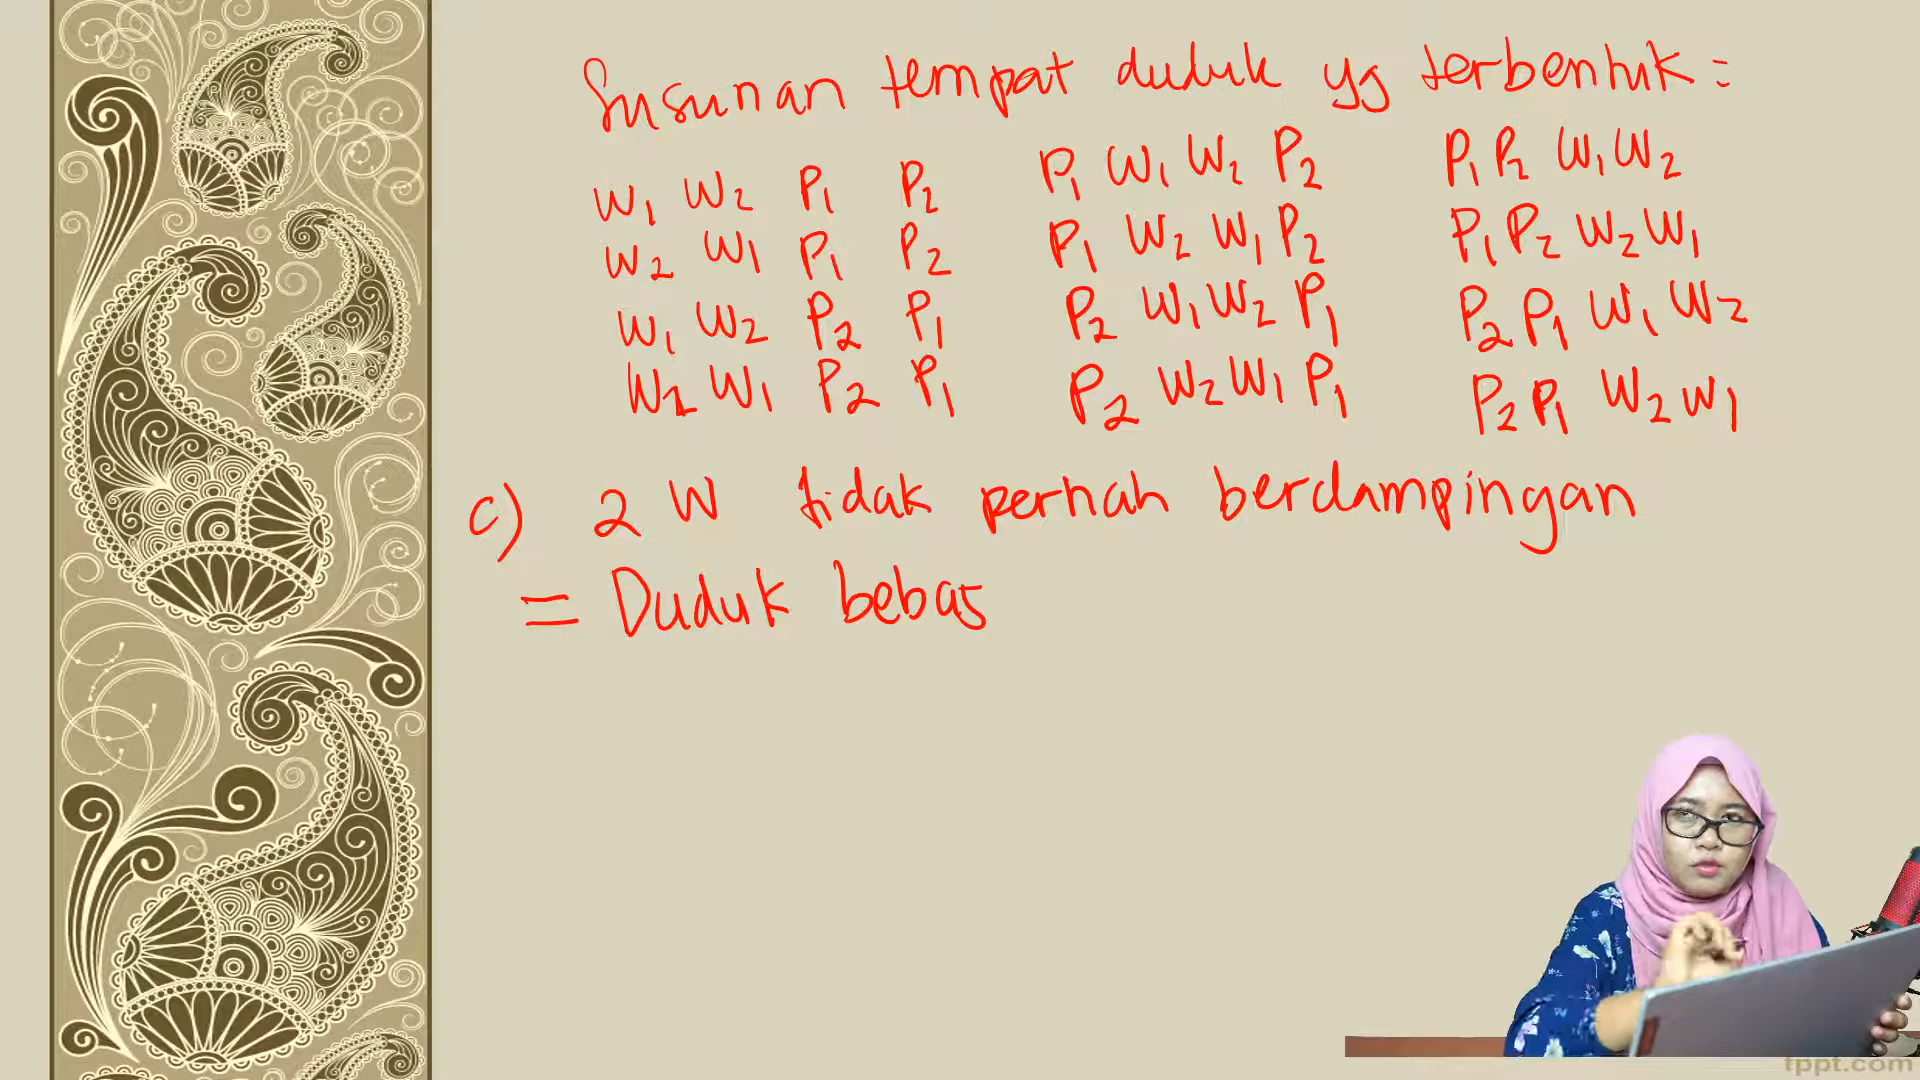 Susunan tempat duduk yg terbentuk :
W1 W2 P1 P2 P1 W1 W2 P2 P1 P2 W1 W2
W2 W1 P1 P2 P1 W2 W1 P2 P1 P2 W2 W1
W1 W2 P2 P1 P2 W1 W2 P1 P2 P1 W1 W2
W2 W1 P2 P1 P2 W2 W1 P1 P2 P1 W2 W1
c) 2 W tidak pernah berdampingan
= Duduk bebas
tppt.com